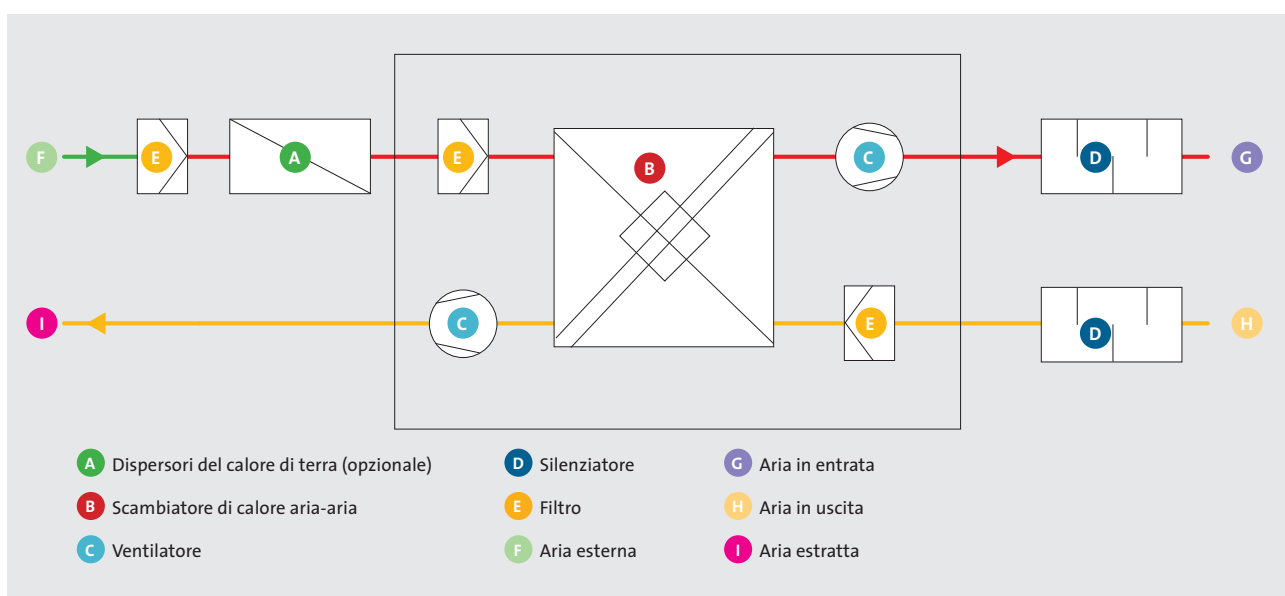 F E A E B C D G
I C E D H
A Dispersori del calore di terra (opzionale)
B Scambiatore di calore aria-aria
C Ventilatore
D Silenziatore
E Filtro
F Aria esterna
G Aria in entrata
H Aria in uscita
I Aria estratta